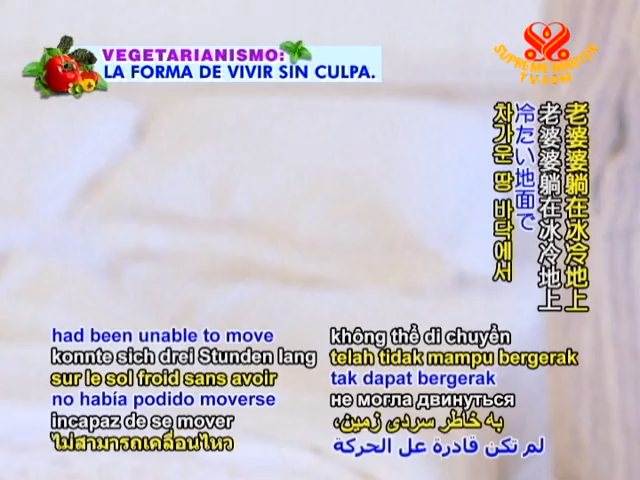 VEGETARIANISMO:
LA FORMA DE VIVIR SIN CULPA.
SUPREME MASTER
TV.COM
老婆婆躺在冰冷地上
老婆婆躺在冰冷地上
冷たい地面で
차가운 땅 바닥에서
had been unable to move
konnte sich drei Stunden lang
sur le sol froid sans avoir
no había podido moverse
incapaz de se mover
ไม่สามารถเคลื่อนไหว
không thể di chuyển
telah tidak mampu bergerak
tak dapat bergerak
не могла двинуться
به خاطر سردی زمین،
لم تكن قادرة عل الحركة